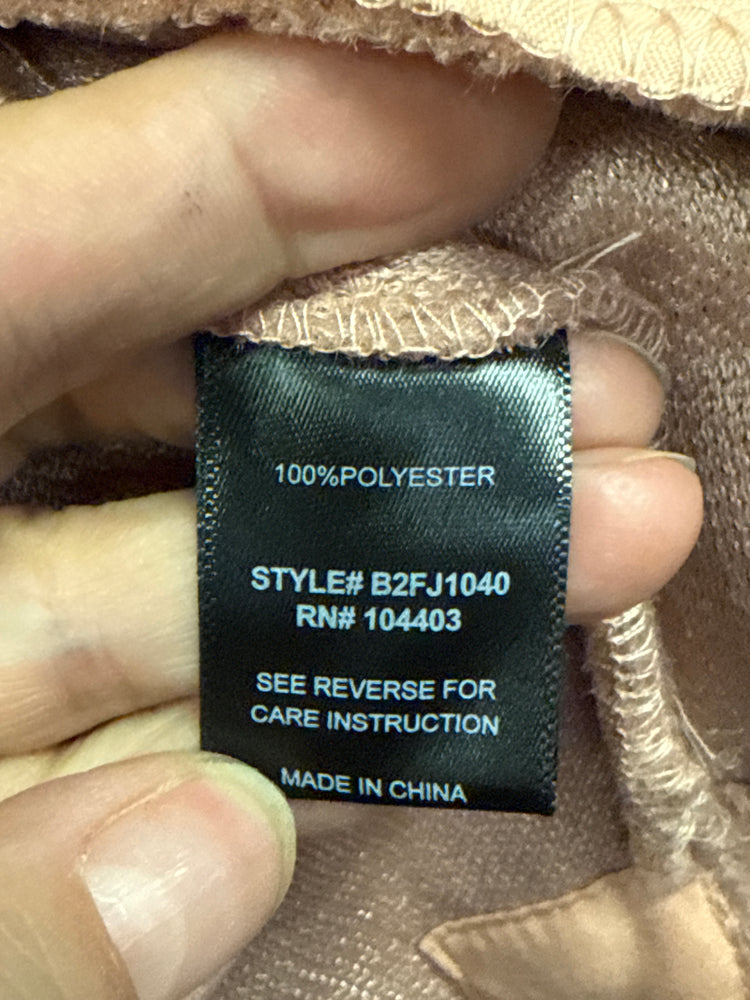 100%POLYESTER
STYLE# B2FJ1040
RN# 104403
SEE REVERSE FOR
CARE INSTRUCTION
MADE IN CHINA